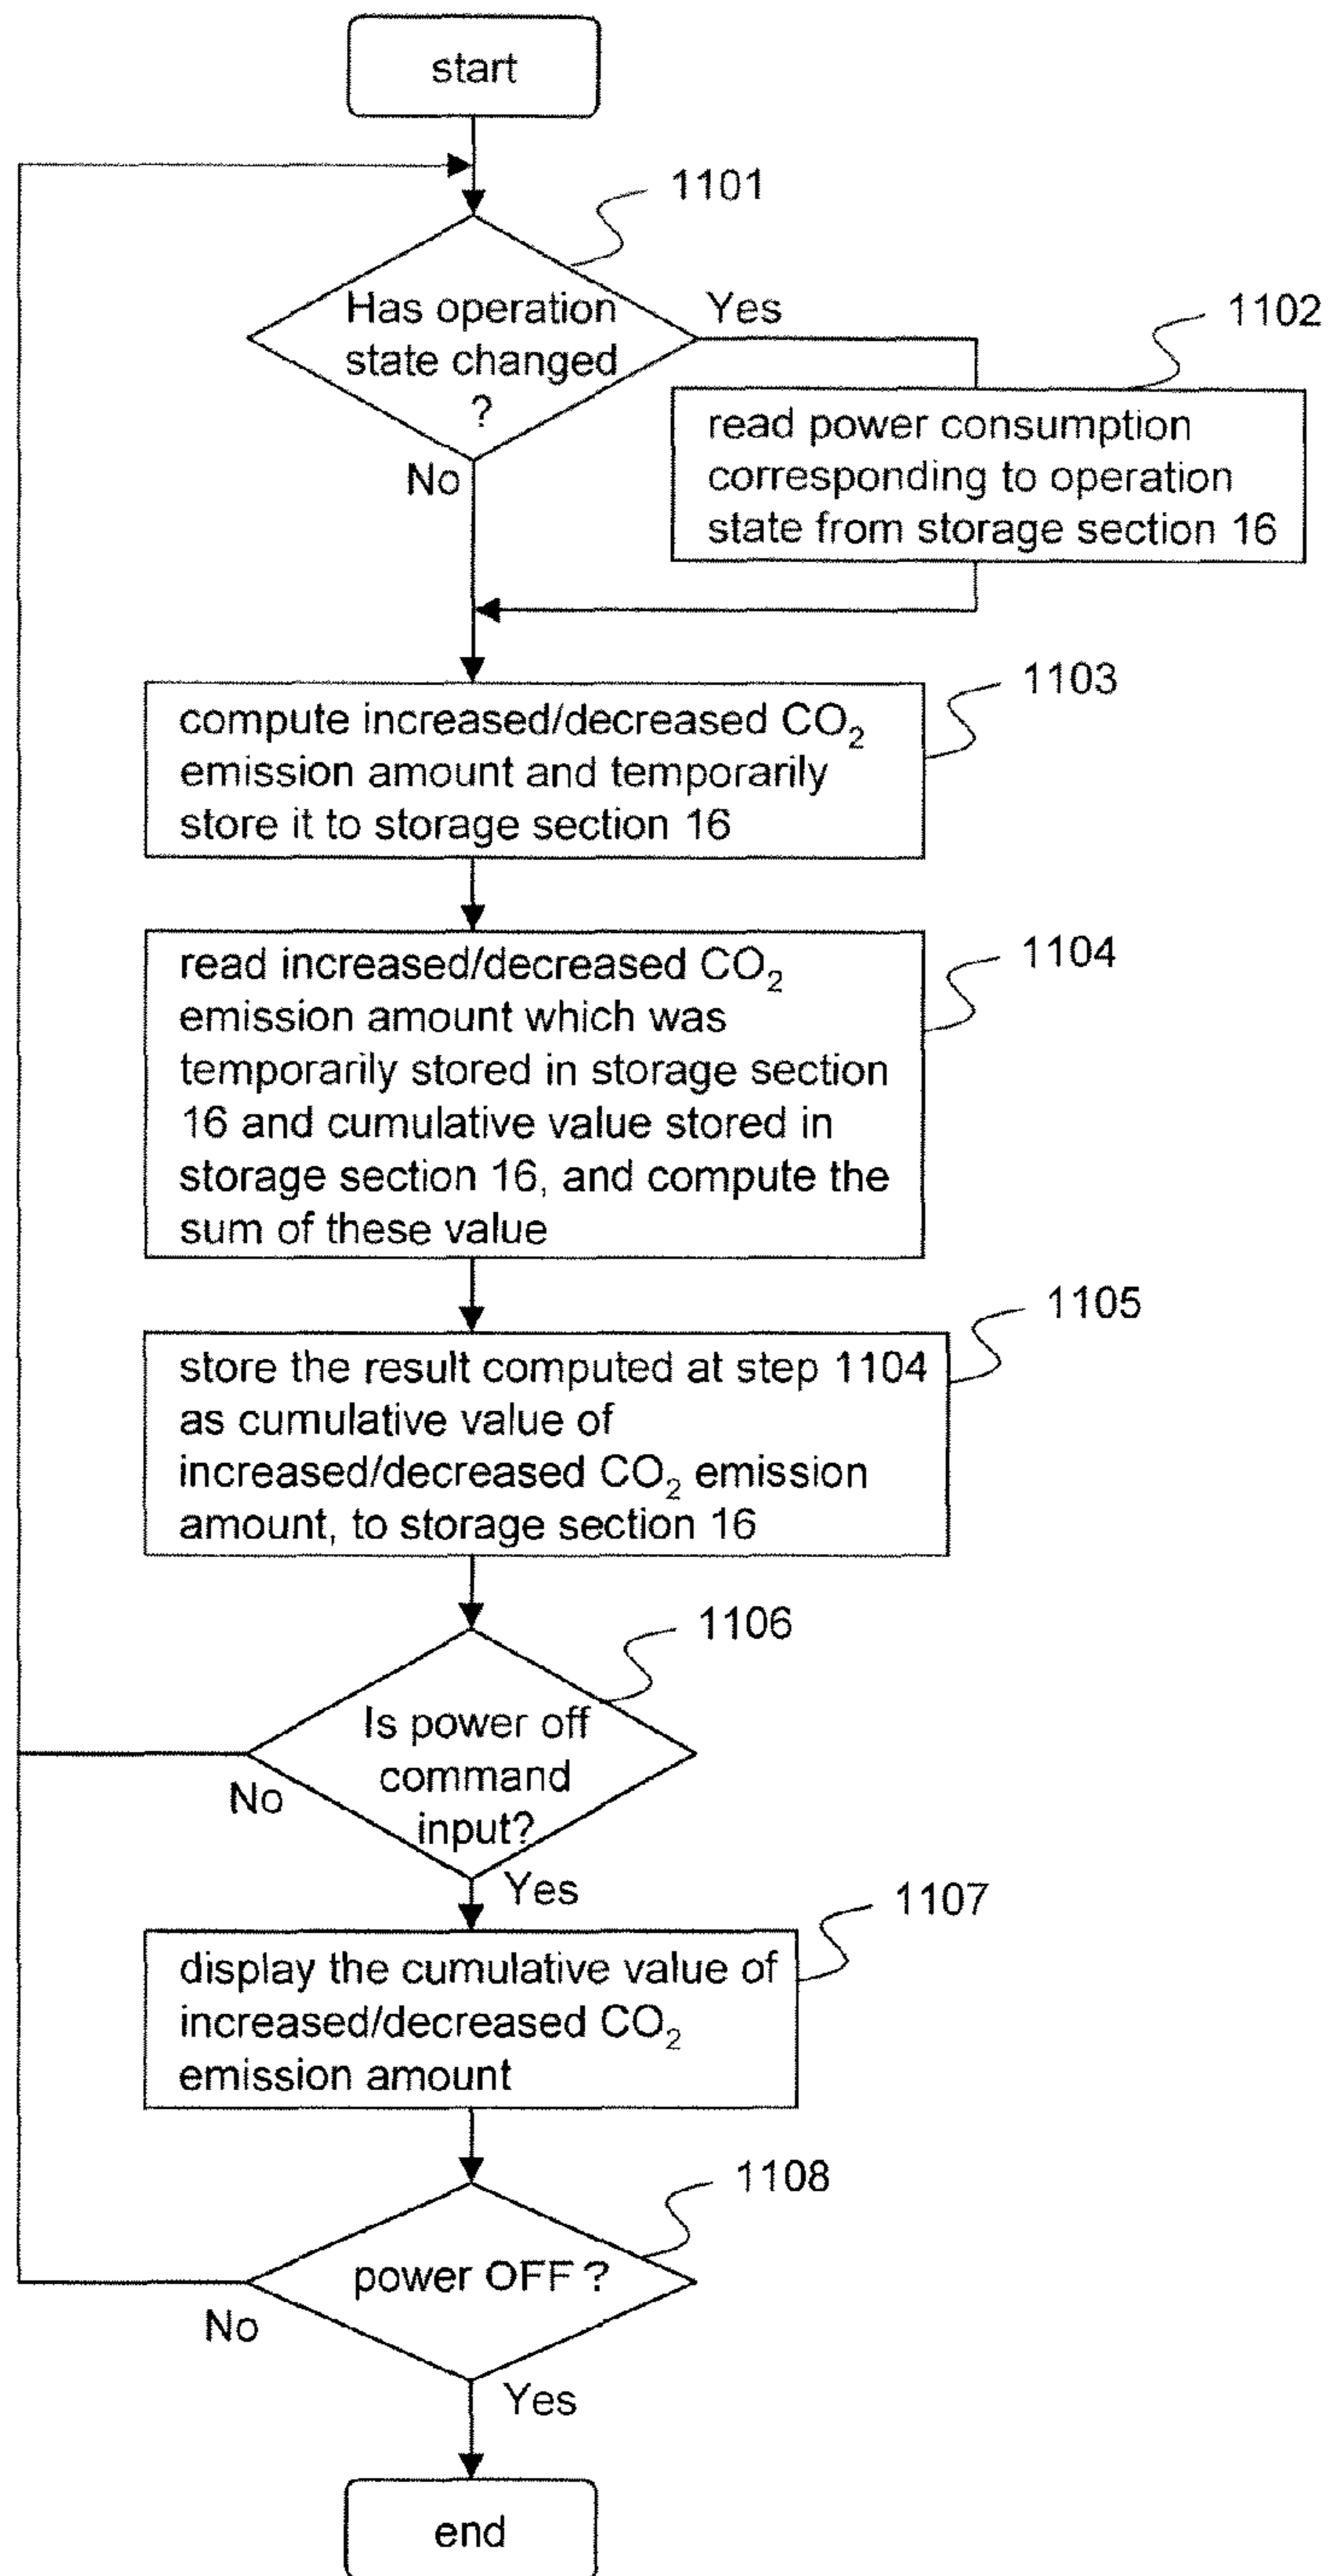 start
1101
Has operation
state changed
?
Yes
No
1102
read power consumption
corresponding to operation
state from storage section 16
1103
compute increased/decreased CO₂
emission amount and temporarily
store it to storage section 16
1104
read increased/decreased CO₂
emission amount which was
temporarily stored in storage section
16 and cumulative value stored in
storage section 16, and compute the
sum of these value
1105
store the result computed at step 1104
as cumulative value of
increased/decreased CO₂ emission
amount, to storage section 16
1106
Is power off
command
input?
No
Yes
1107
display the cumulative value of
increased/decreased CO₂
emission amount
1108
power OFF ?
No
Yes
end